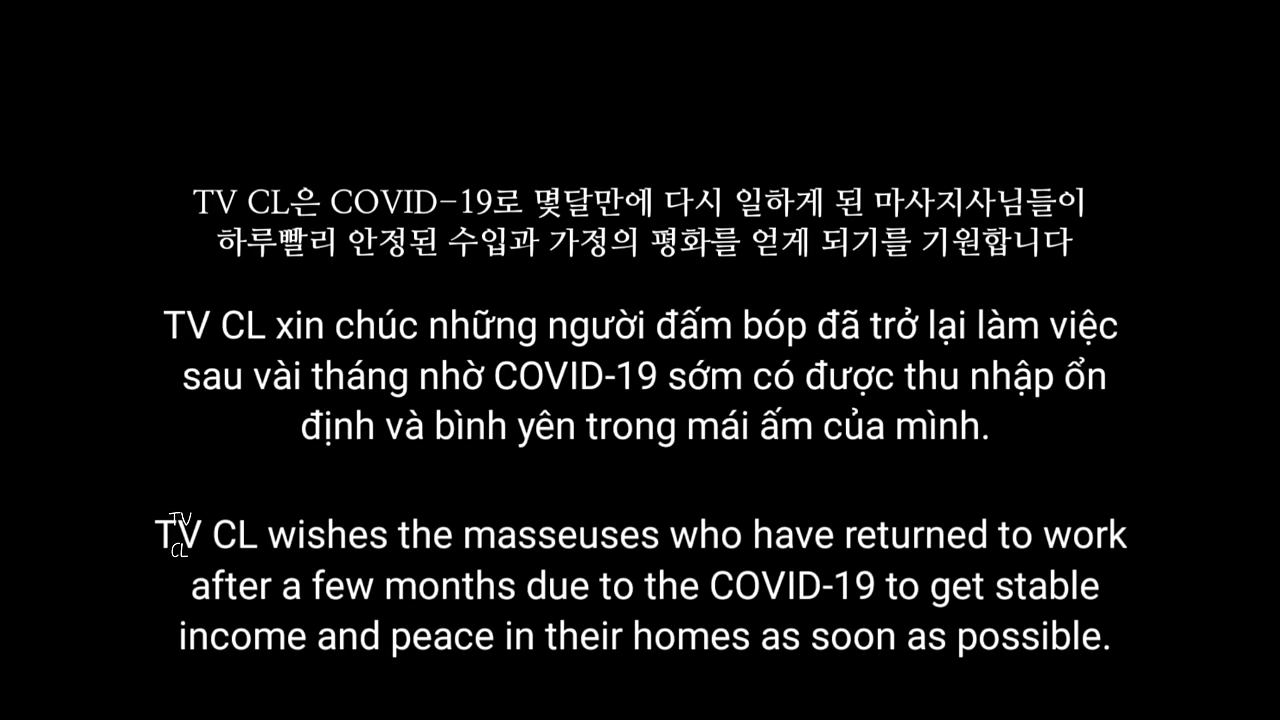 TV CL은 COVID-19로 몇달만에 다시 일하게 된 마사지사님들이
하루빨리 안정된 수입과 가정의 평화를 얻게 되기를 기원합니다
TV CL xin chúc những người đấm bóp đã trở lại làm việc
sau vài tháng nhờ COVID-19 sớm có được thu nhập ổn
định và bình yên trong mái ấm của mình.
TV
CL
TV CL wishes the masseuses who have returned to work
after a few months due to the COVID-19 to get stable
income and peace in their homes as soon as possible.